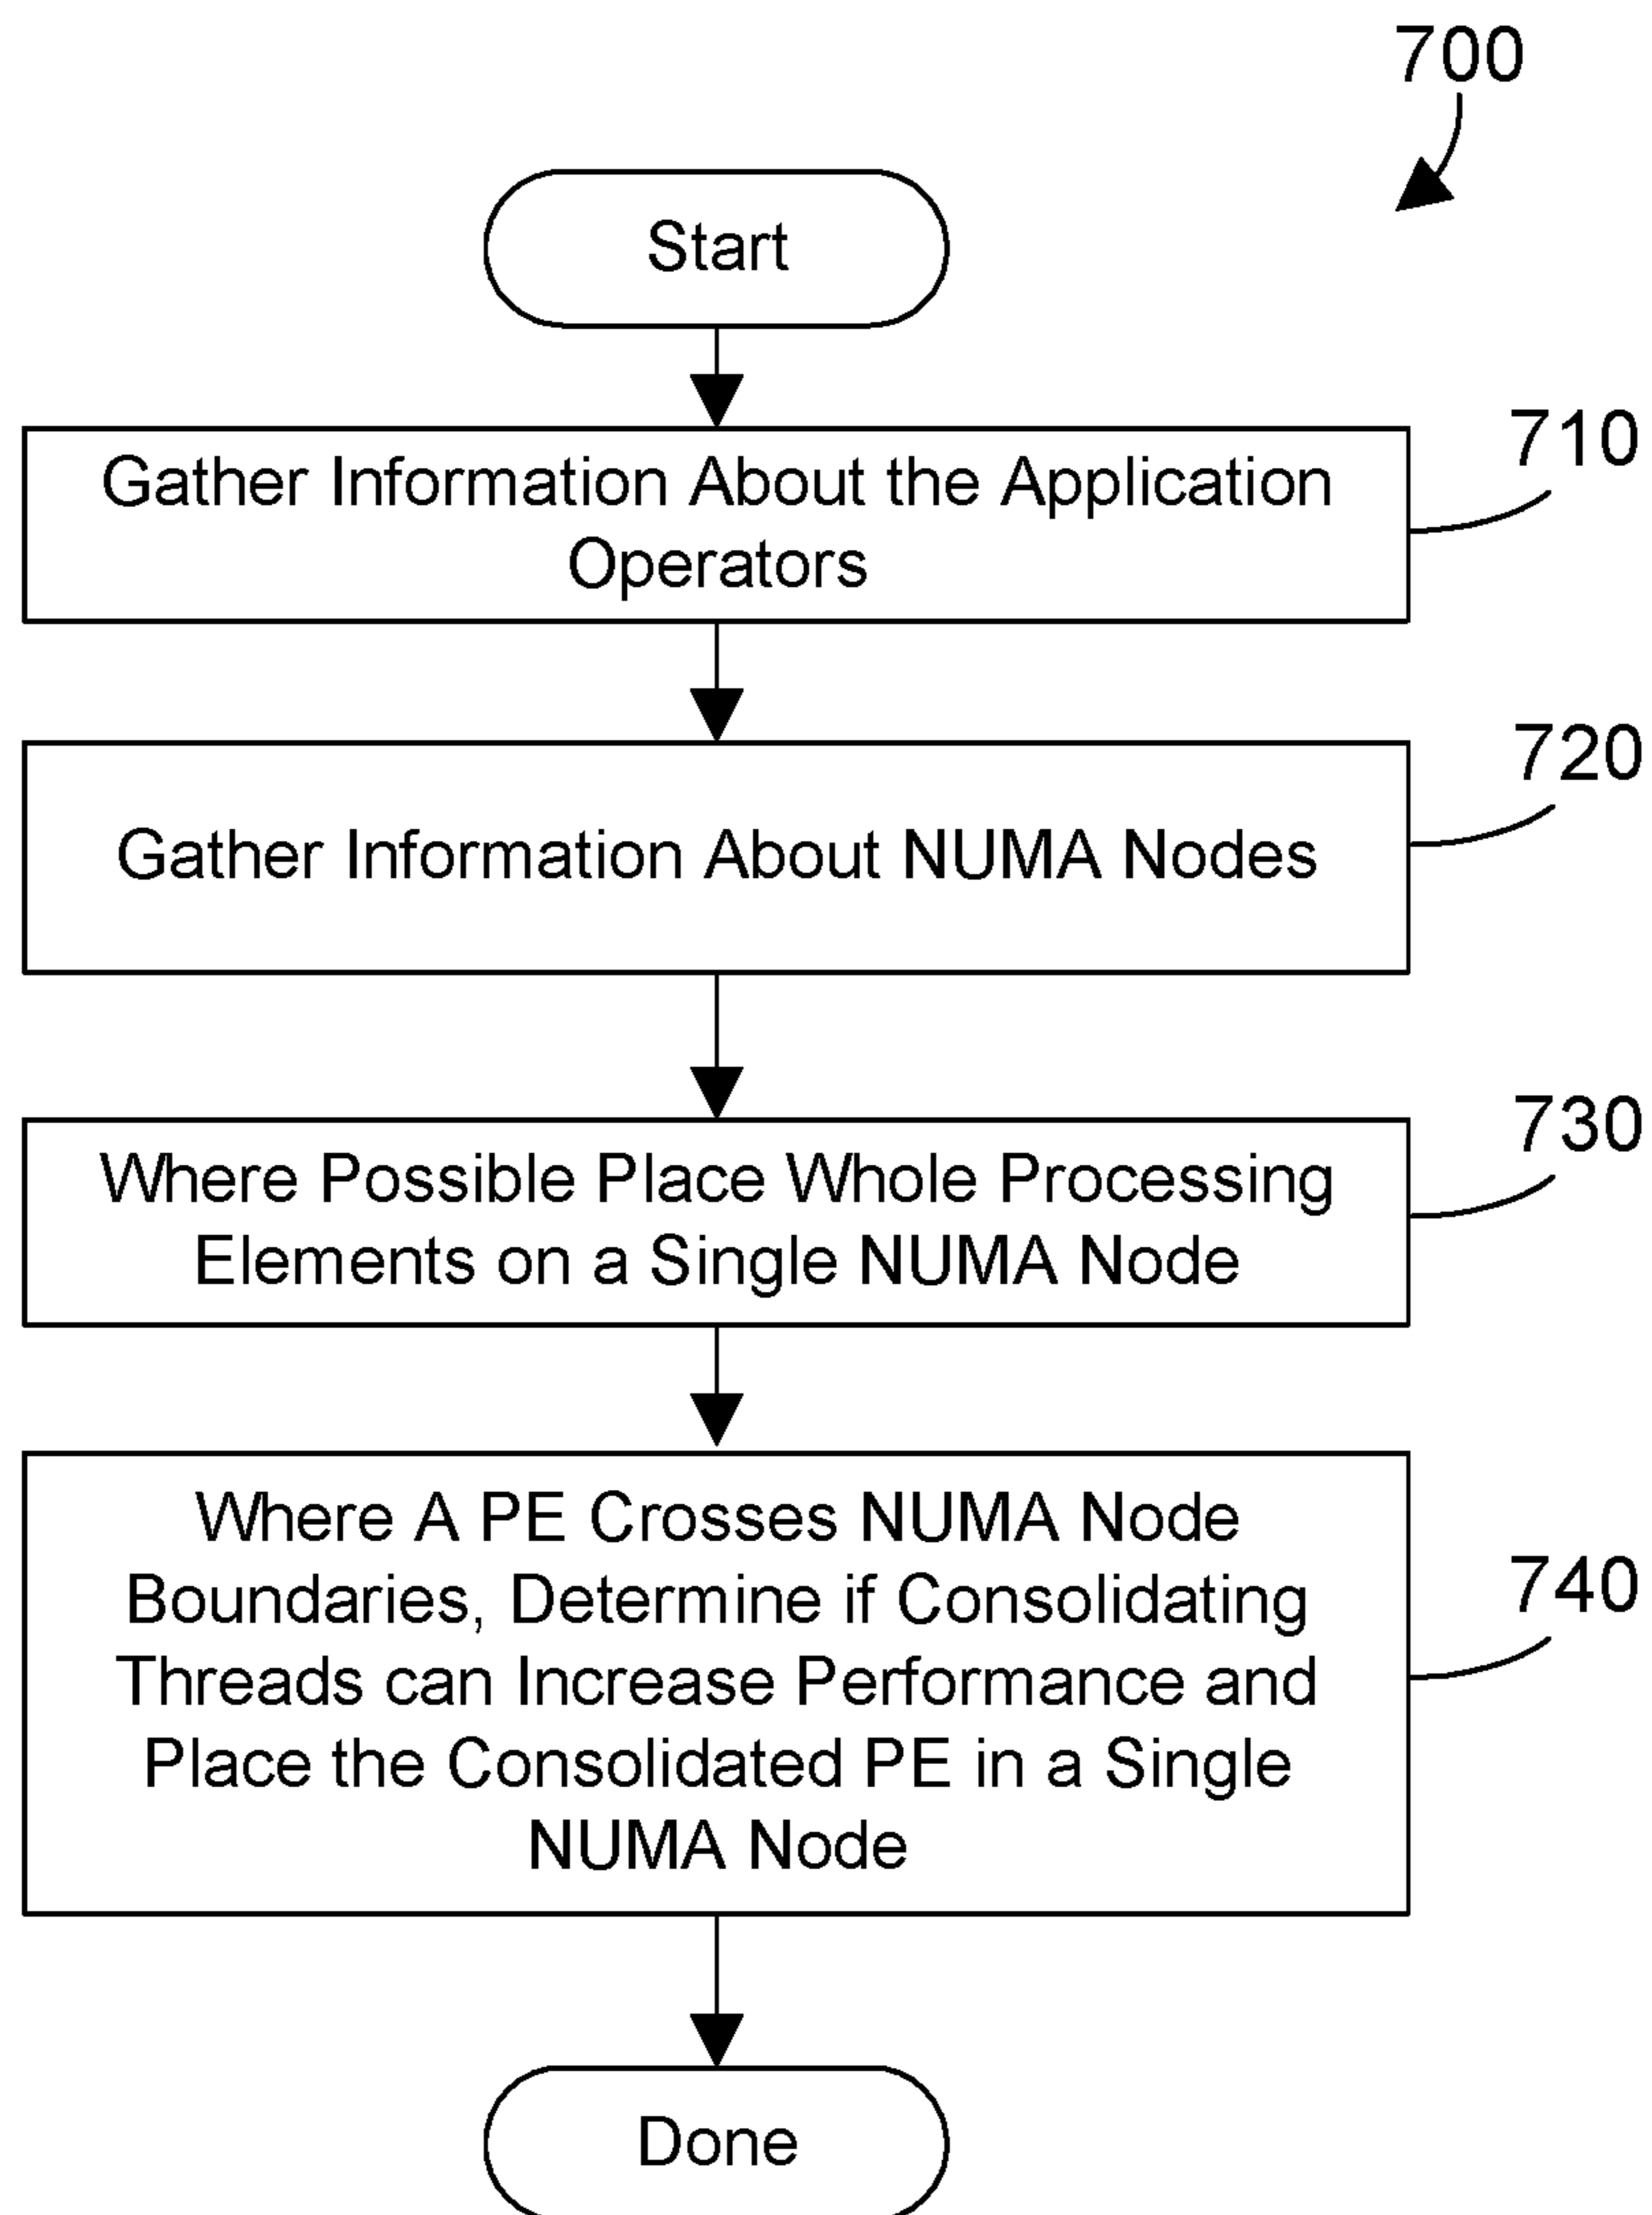 700
Start
Gather Information About the Application
Operators
710
Gather Information About NUMA Nodes
720
Where Possible Place Whole Processing
Elements on a Single NUMA Node
730
Where A PE Crosses NUMA Node
Boundaries, Determine if Consolidating
Threads can Increase Performance and
Place the Consolidated PE in a Single
NUMA Node
740
Done